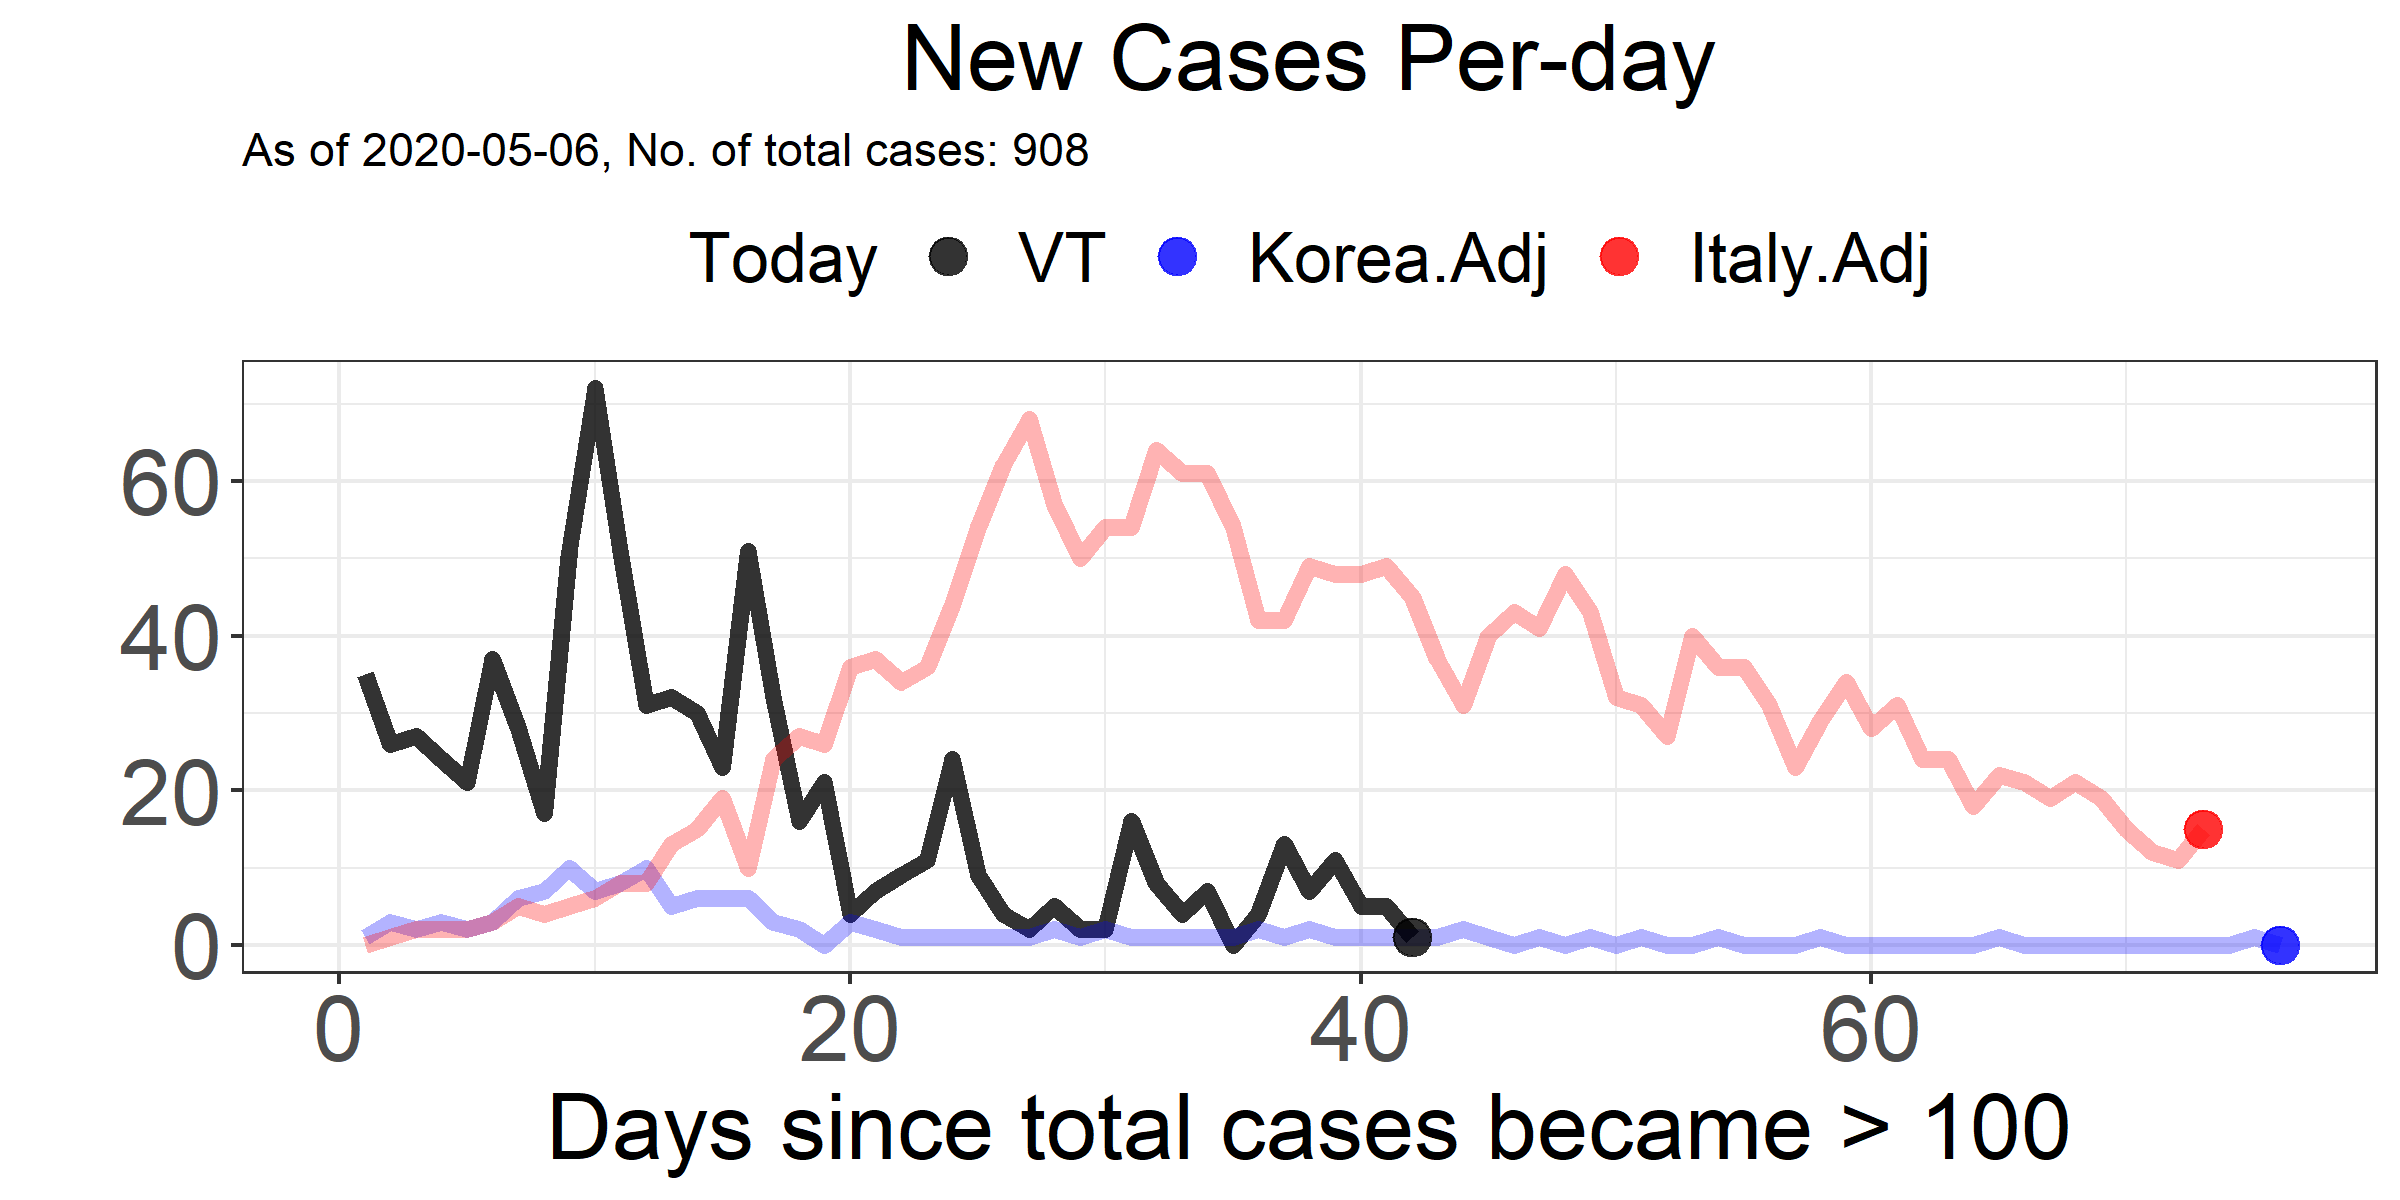 New Cases Per-day
As of 2020-05-06, No. of total cases: 908
Today VT Korea.Adj Italy.Adj
60
40
20
0
0 20 40 60
Days since total cases became > 100